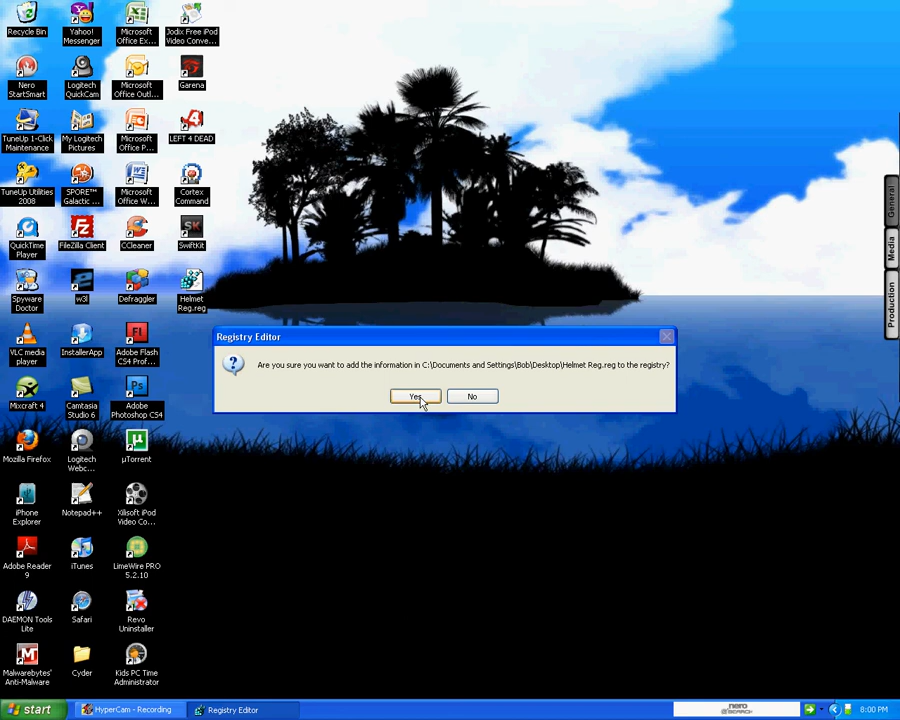 Recycle Bin
Yahoo!
Messenger
Microsoft
Office Ex...
Jodix Free iPod
Video Conve...
Nero
StartSmart
Logitech
QuickCam
Microsoft
Office Outl...
Garena
TuneUp 1-Click
Maintenance
My Logitech
Pictures
Microsoft
Office P...
LEFT 4 DEAD
TuneUp Utilities
2008
SPORE™
Galactic ...
Microsoft
Office W...
Cortex
Command
QuickTime
Player
FileZilla Client
CCleaner
SwiftKit
Spyware
Doctor
w3l
Defraggler
Helmet
Reg.reg
VLC media
player
InstallerApp
Adobe Flash
CS4 Prof...
Mixcraft 4
Camtasia
Studio 6
Adobe
Photoshop CS4
Mozilla Firefox
Logitech
Webc...
µTorrent
iPhone
Explorer
Notepad++
Xilisoft iPod
Video Co...
Adobe Reader
9
iTunes
LimeWire PRO
5.2.10
DAEMON Tools
Lite
Safari
Revo
Uninstaller
Malwarebytes'
Anti-Malware
Cyder
Kids PC Time
Administrator
General
Media
Production
Registry Editor
Are you sure you want to add the information in C:\Documents and Settings\Bob\Desktop\Helmet Reg.reg to the registry?
Yes
No
start
HyperCam - Recording
Registry Editor
nero
SEARCH
8:00 PM